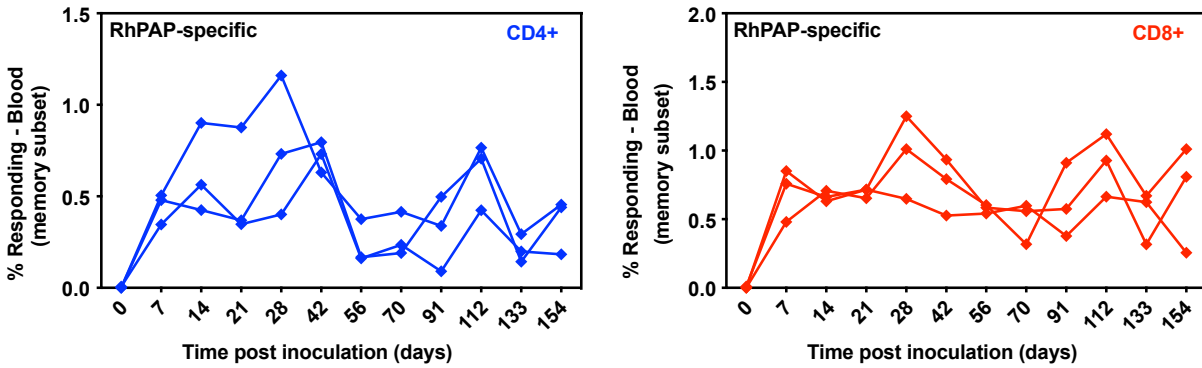 RhPAP-specific CD4+
% Responding - Blood
(memory subset)
1.5
1.0
0.5
0.0
0 7 14 21 28 42 56 70 91 112 133 154
Time post inoculation (days)
RhPAP-specific CD8+
% Responding - Blood
(memory subset)
2.0
1.5
1.0
0.5
0.0
0 7 14 21 28 42 56 70 91 112 133 154
Time post inoculation (days)